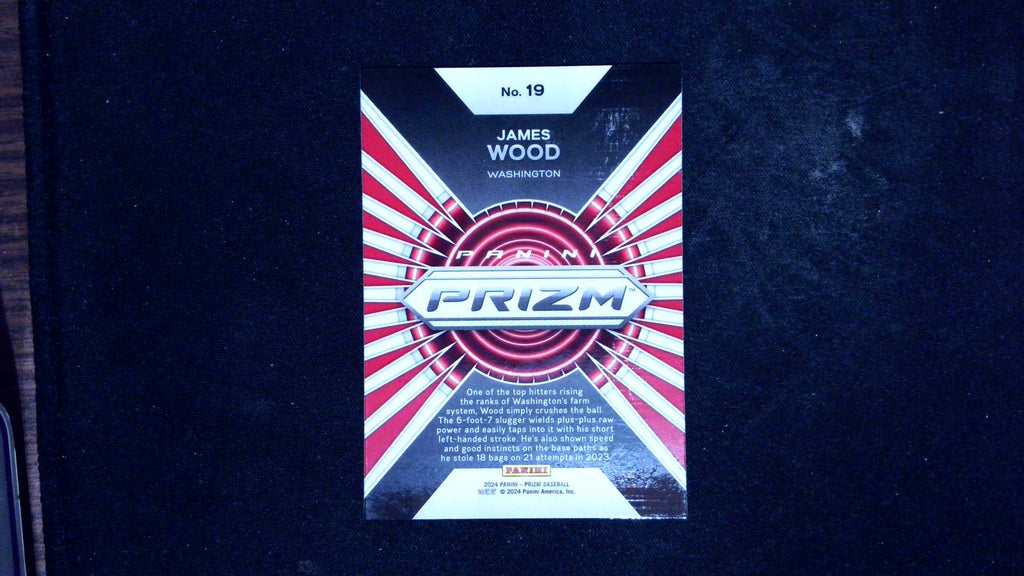 No. 19
JAMES
WOOD
WASHINGTON
PANINI
PRIZM™
One of the top hitters rising
the ranks of Washington's farm
system, Wood simply crushes the ball.
The 6-foot-7 slugger wields plus-plus raw
power and easily taps into it with his short
left-handed stroke. He's also shown speed
and good instincts on the base paths as
he stole 18 bags on 21 attempts in 2023.
PANINI
2024 PANINI – PRIZM BASEBALL
© 2024 Panini America, Inc.